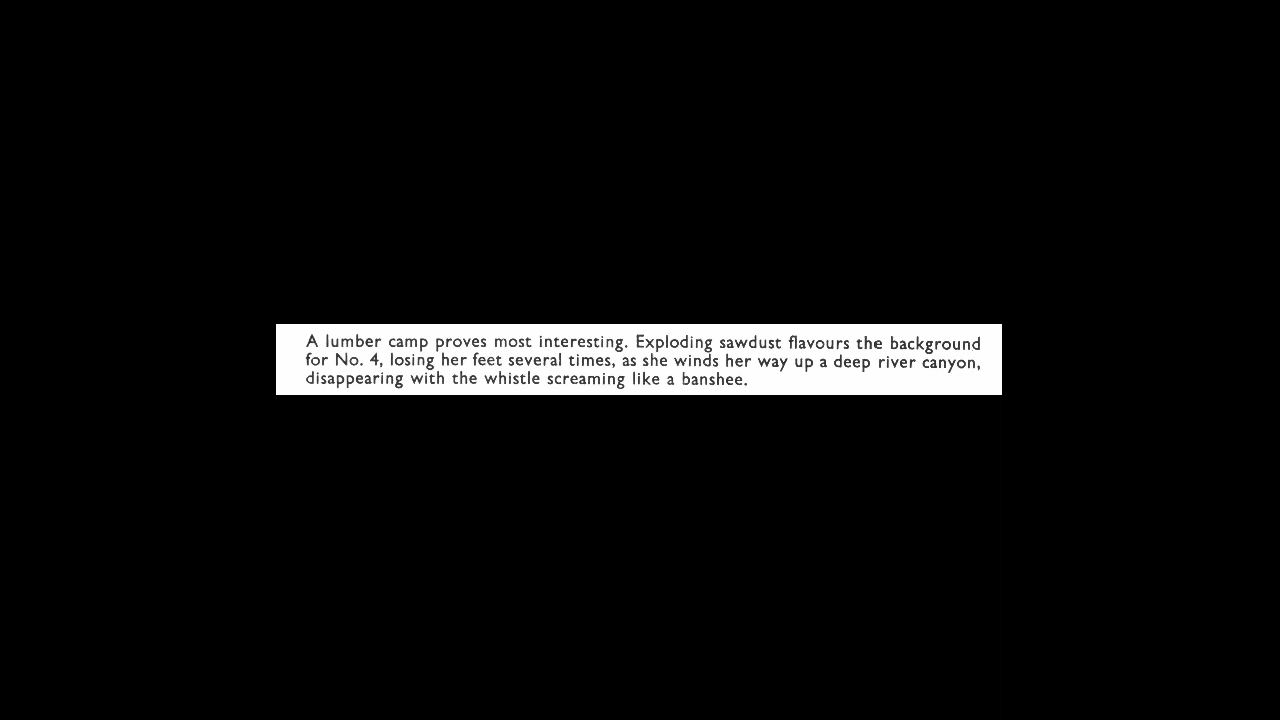 A lumber camp proves most interesting. Exploding sawdust flavours the background
for No. 4, losing her feet several times, as she winds her way up a deep river canyon,
disappearing with the whistle screaming like a banshee.